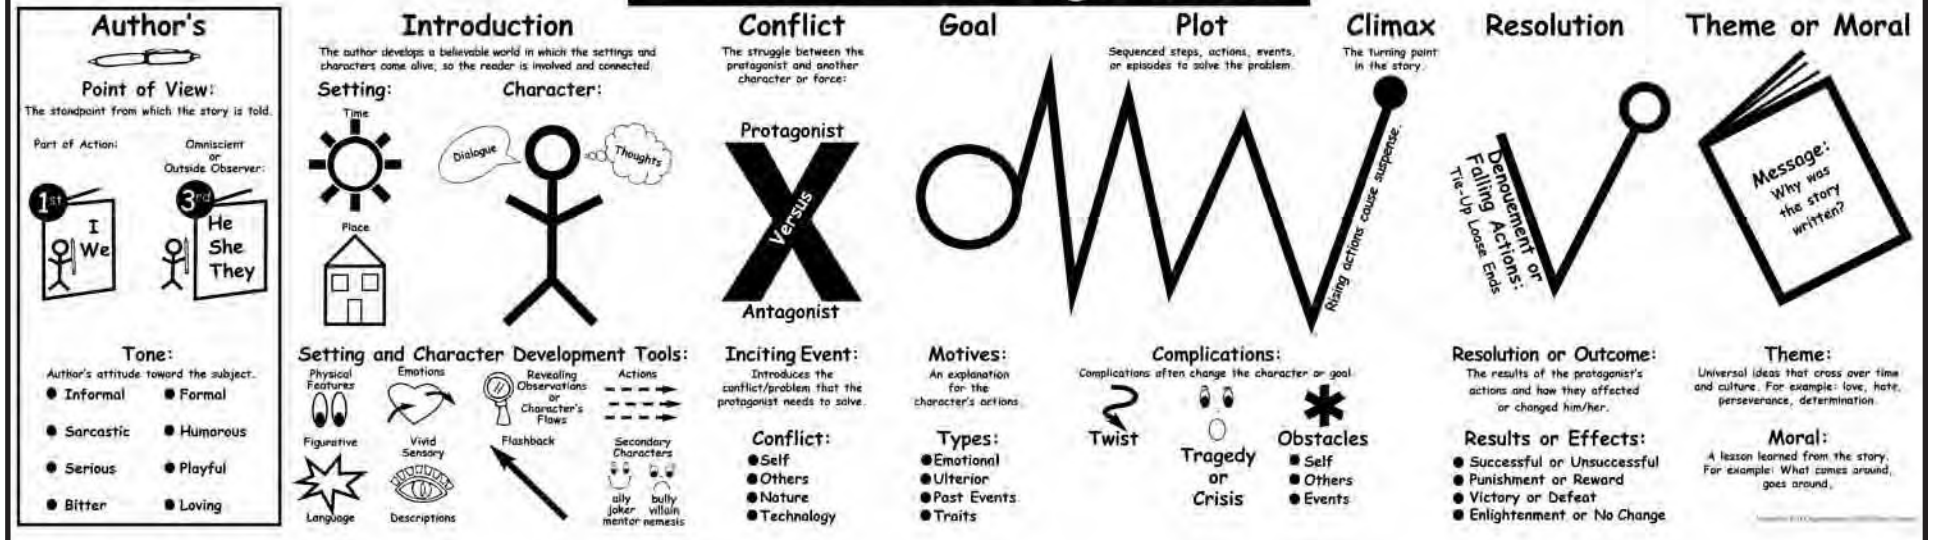 Author's
Point of View:
The standpoint from which the story is told.
Part of Action:
Omniscient
or
Outside Observer:
1st
I
We
3rd
He
She
They
Tone:
Author's attitude toward the subject.
Informal
Formal
Sarcastic
Humorous
Serious
Playful
Bitter
Loving
Introduction
The author develops a believable world in which the settings and
characters come alive, so the reader is involved and connected.
Setting:
Time
Place
Character:
Dialogue
Thoughts
Setting and Character Development Tools:
Physical
Features
Emotions
Revealing
Observations
or
Character's
Flaws
Actions
Figurative
Language
Vivid
Sensory
Descriptions
Flashback
Secondary
Characters
ally
joker
mentor
bully
villain
nemesis
Conflict
The struggle between the
protagonist and another
character or force:
Protagonist
Versus
Antagonist
Inciting Event:
Introduces the
conflict/problem that the
protagonist needs to solve.
Conflict:
Self
Others
Nature
Technology
Goal
Motives:
An explanation
for the
character's actions
Types:
Emotional
Ulterior
Past Events
Traits
Plot
Sequenced steps, actions, events,
or episodes to solve the problem.
Complications:
Complications often change the character or goal.
Twist
Tragedy
or
Crisis
Obstacles
Self
Others
Events
Climax
The turning point
in the story.
Rising actions cause suspense.
Resolution
Denouement or
Falling Actions:
Tie-Up Loose Ends
Resolution or Outcome:
The results of the protagonist's
actions and how they affected
or changed him/her.
Results or Effects:
Successful or Unsuccessful
Punishment or Reward
Victory or Defeat
Enlightenment or No Change
Theme or Moral
Message:
Why was
the story
written?
Theme:
Universal ideas that cross over time
and culture. For example: love, hate,
perseverance, determination.
Moral:
A lesson learned from the story.
For example: What comes around,
goes around.